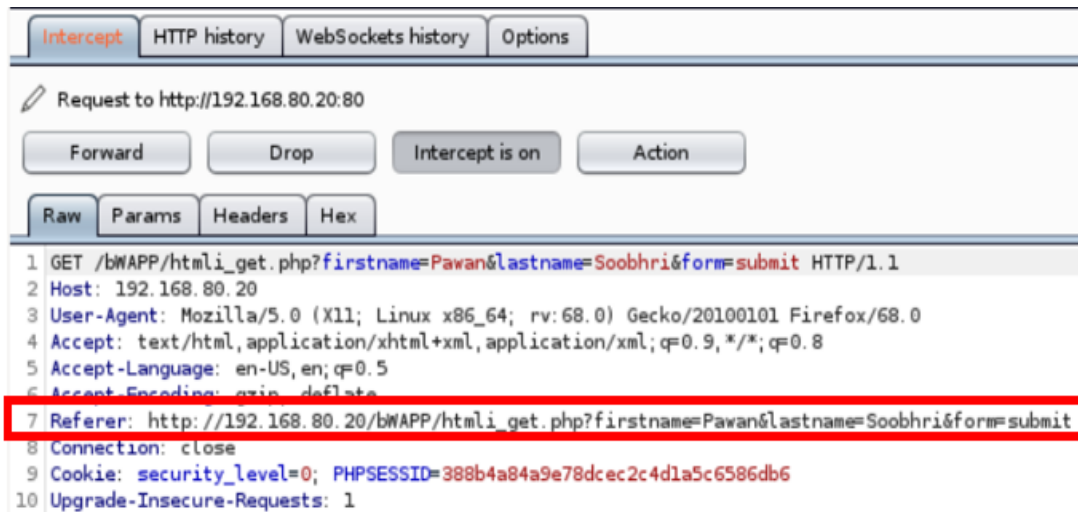 Intercept HTTP history WebSockets history Options
Request to http://192.168.80.20:80
Forward Drop Intercept is on Action
Raw Params Headers Hex
1 GET /bWAPP/htmli_get.php?firstname=Pawan&lastname=Soobhri&form=submit HTTP/1.1
2 Host: 192.168.80.20
3 User-Agent: Mozilla/5.0 (X11; Linux x86_64; rv:68.0) Gecko/20100101 Firefox/68.0
4 Accept: text/html,application/xhtml+xml,application/xml;q=0.9,*/*;q=0.8
5 Accept-Language: en-US,en;q=0.5
6 Accept-Encoding: gzip, deflate
7 Referer: http://192.168.80.20/bWAPP/htmli_get.php?firstname=Pawan&lastname=Soobhri&form=submit
8 Connection: close
9 Cookie: security_level=0; PHPSESSID=388b4a84a9e78dcec2c4d1a5c6586db6
10 Upgrade-Insecure-Requests: 1